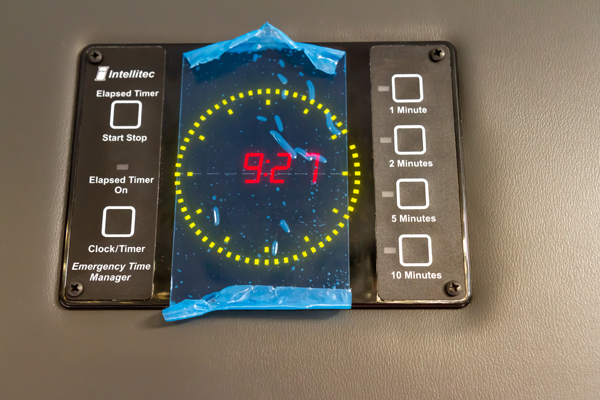 Intellitec
Elapsed Timer
Start Stop
Elapsed Timer
On
Clock/Timer
Emergency Time
Manager
9:27
1 Minute
2 Minutes
5 Minutes
10 Minutes